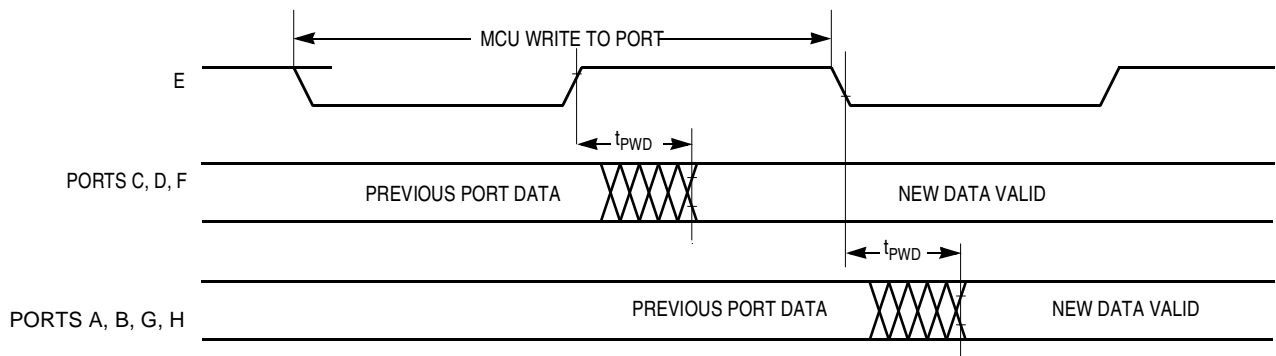 MCU WRITE TO PORT
E
tPWD
PORTS C, D, F
PREVIOUS PORT DATA
NEW DATA VALID
tPWD
PORTS A, B, G, H
PREVIOUS PORT DATA
NEW DATA VALID